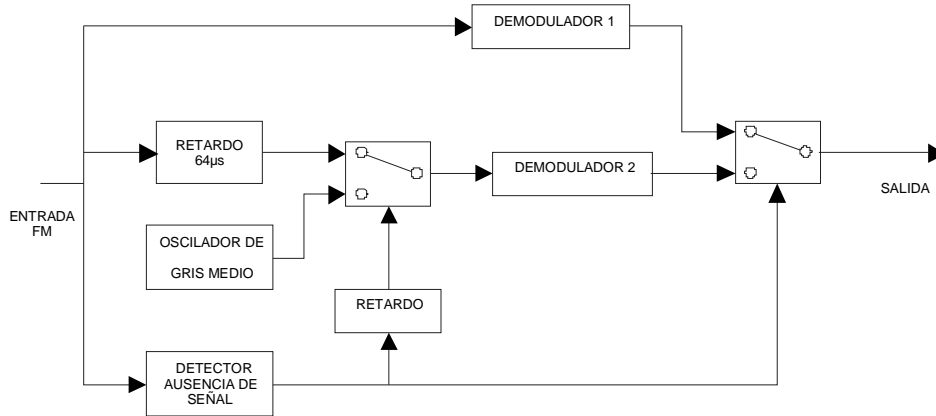 DEMODULADOR 1
RETARDO
64µs
DEMODULADOR 2
ENTRADA
FM
SALIDA
OSCILADOR DE
GRIS MEDIO
RETARDO
DETECTOR
AUSENCIA DE
SEÑAL